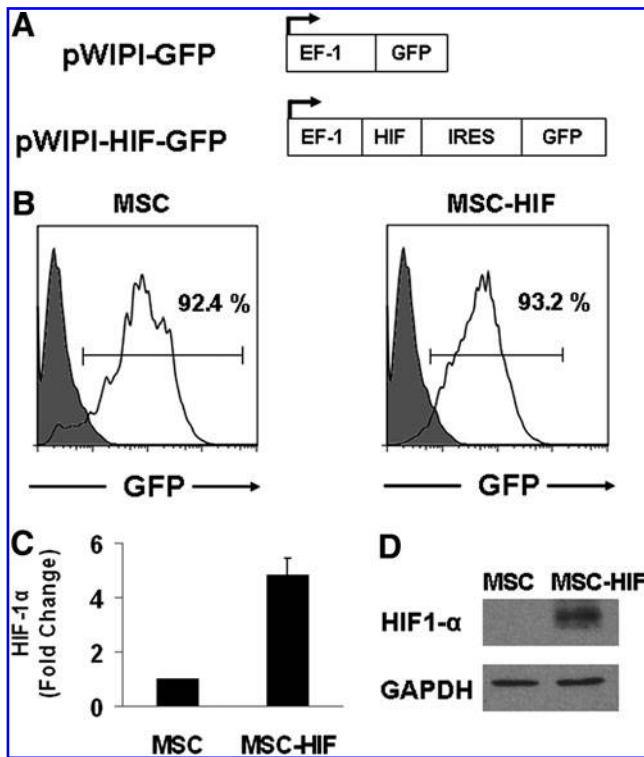 A
pWIPI-GFP
EF-1 GFP
pWIPI-HIF-GFP
EF-1 HIF IRES GFP
B
MSC MSC-HIF
92.4 % 93.2 %
GFP GFP
C
HIF-1α
(Fold Change)
6
4
2
0
MSC MSC-HIF
D
MSC MSC-HIF
HIF1-α
GAPDH